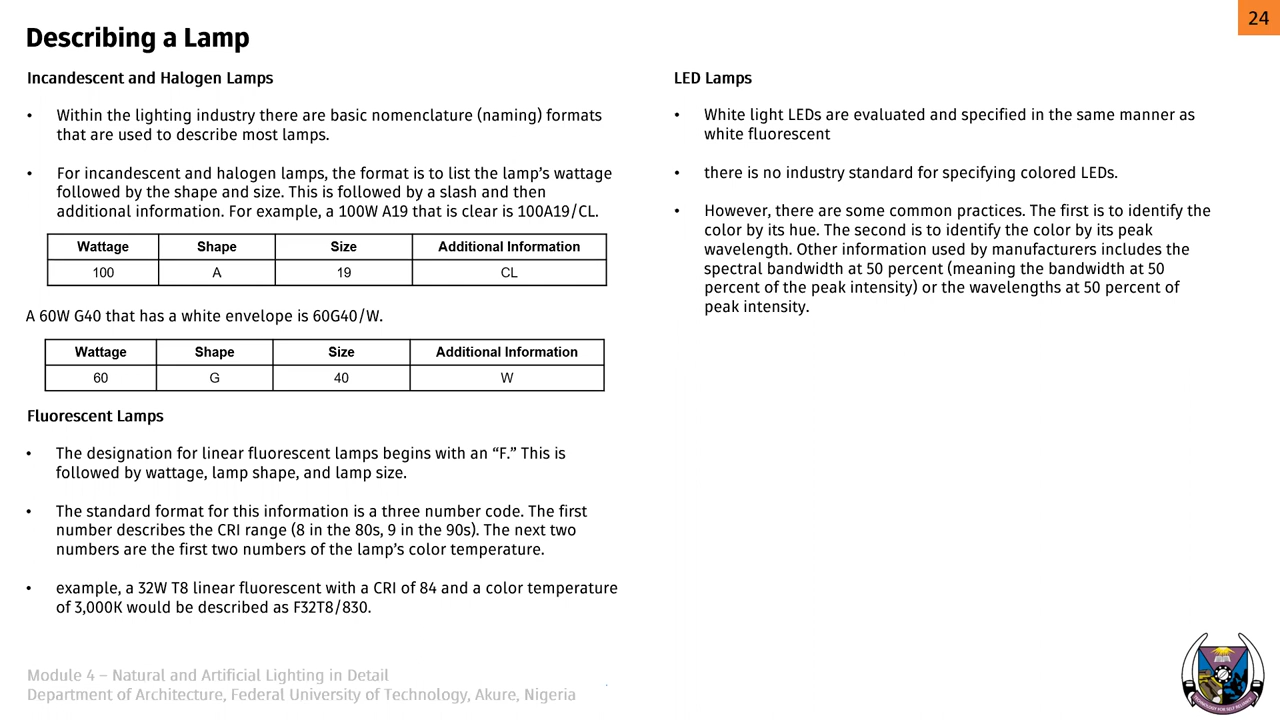 24
Describing a Lamp
Incandescent and Halogen Lamps
• Within the lighting industry there are basic nomenclature (naming) formats
that are used to describe most lamps.
• For incandescent and halogen lamps, the format is to list the lamp’s wattage
followed by the shape and size. This is followed by a slash and then
additional information. For example, a 100W A19 that is clear is 100A19/CL.
Wattage Shape Size Additional Information
100 A 19 CL
A 60W G40 that has a white envelope is 60G40/W.
Wattage Shape Size Additional Information
60 G 40 W
Fluorescent Lamps
• The designation for linear fluorescent lamps begins with an “F.” This is
followed by wattage, lamp shape, and lamp size.
• The standard format for this information is a three number code. The first
number describes the CRI range (8 in the 80s, 9 in the 90s). The next two
numbers are the first two numbers of the lamp’s color temperature.
• example, a 32W T8 linear fluorescent with a CRI of 84 and a color temperature
of 3,000K would be described as F32T8/830.
LED Lamps
• White light LEDs are evaluated and specified in the same manner as
white fluorescent
• there is no industry standard for specifying colored LEDs.
• However, there are some common practices. The first is to identify the
color by its hue. The second is to identify the color by its peak
wavelength. Other information used by manufacturers includes the
spectral bandwidth at 50 percent (meaning the bandwidth at 50
percent of the peak intensity) or the wavelengths at 50 percent of
peak intensity.
Module 4 – Natural and Artificial Lighting in Detail
Department of Architecture, Federal University of Technology, Akure, Nigeria
.
TECHNOLOGY FOR SELF RELIANCE